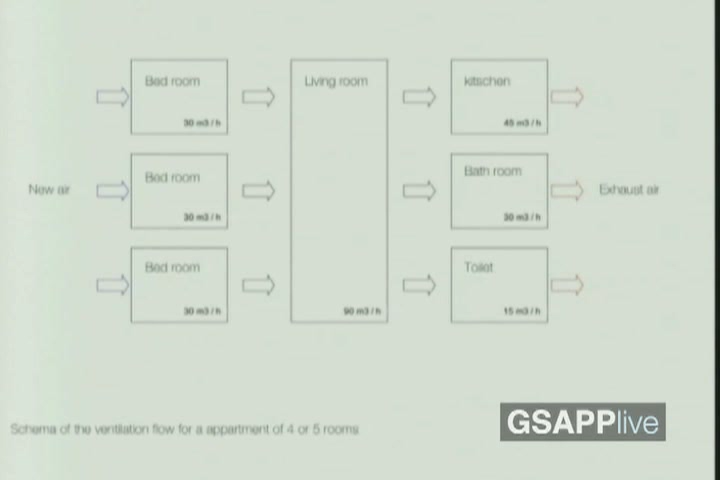 Bed room
Living room
kitschen
30 m3/h
45 m3/h
Bed room
Bath room
New air
Exhaust air
30 m3/h
30 m3/h
Bed room
Toilet
30 m3/h
90 m3/h
15 m3/h
Schema of the ventilation flow for a appartment of 4 or 5 rooms
GSAPPlive